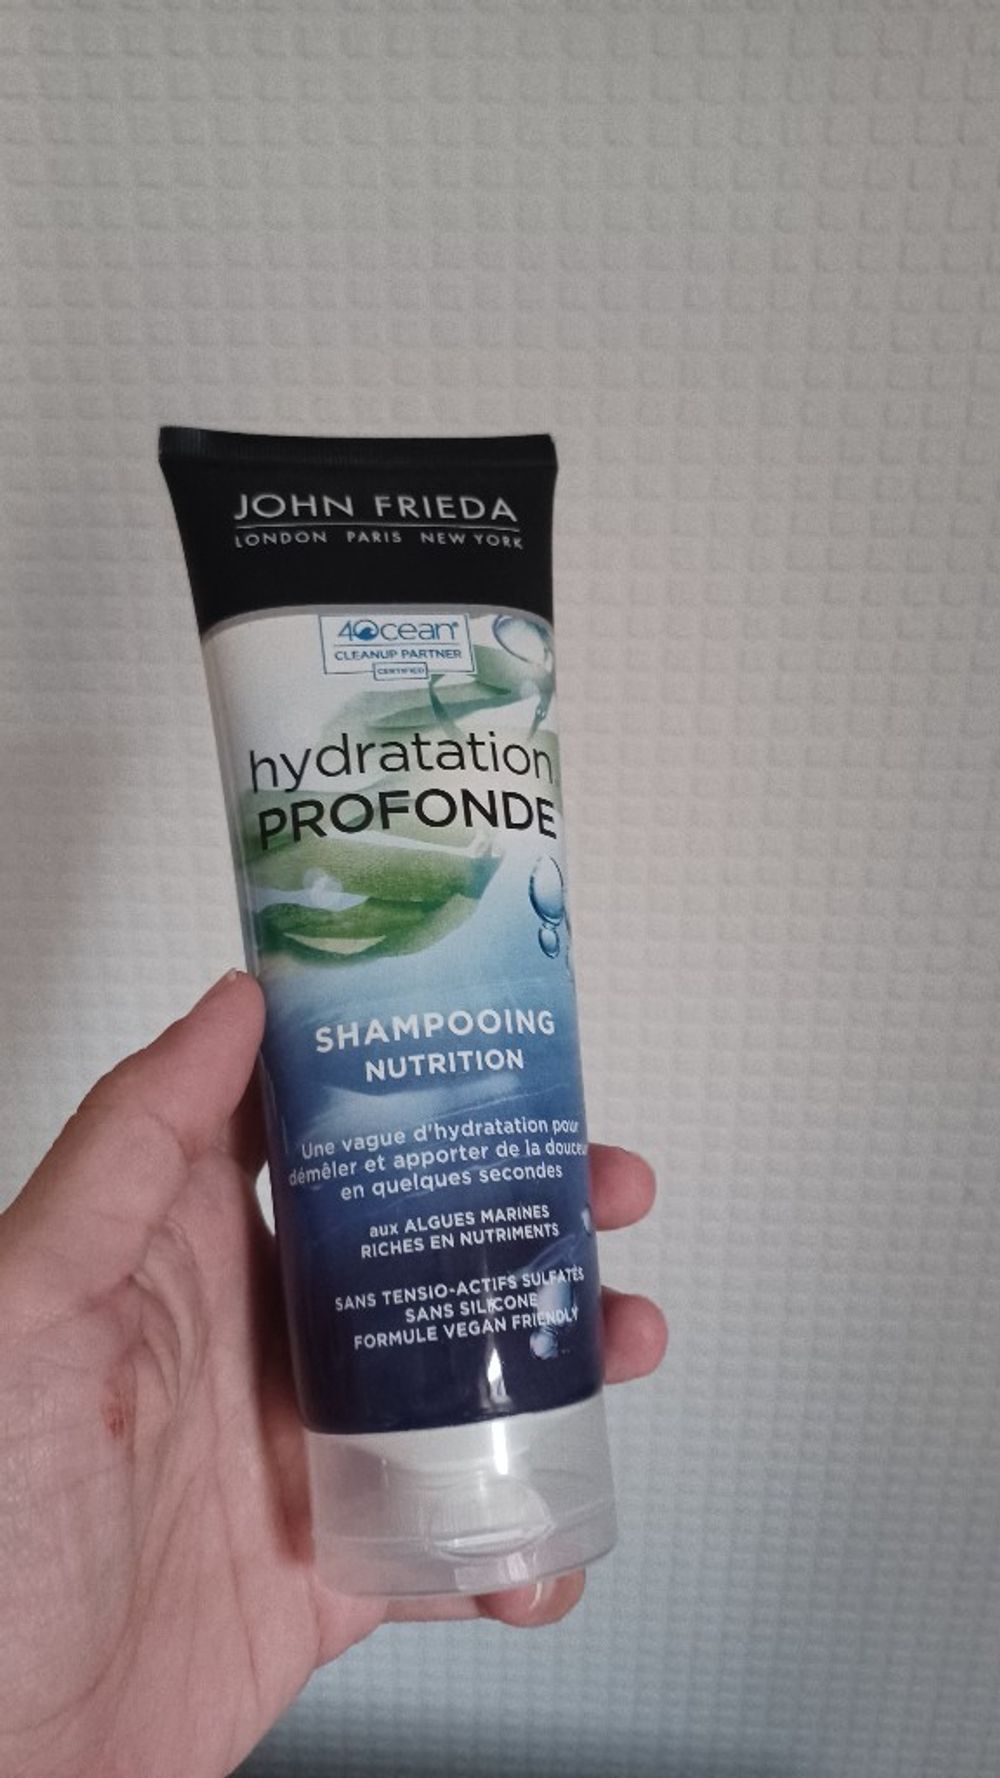 JOHN FRIEDA
LONDON PARIS NEW YORK
4Ocean®
CLEANUP PARTNER
CERTIFIED
hydratation
PROFONDE
SHAMPOOING
NUTRITION
Une vague d'hydratation pour
démêler et apporter de la douceur
en quelques secondes
aux ALGUES MARINES
RICHES EN NUTRIMENTS
SANS TENSIO-ACTIFS SULFATÉS
SANS SILICONE
FORMULE VEGAN FRIENDLY